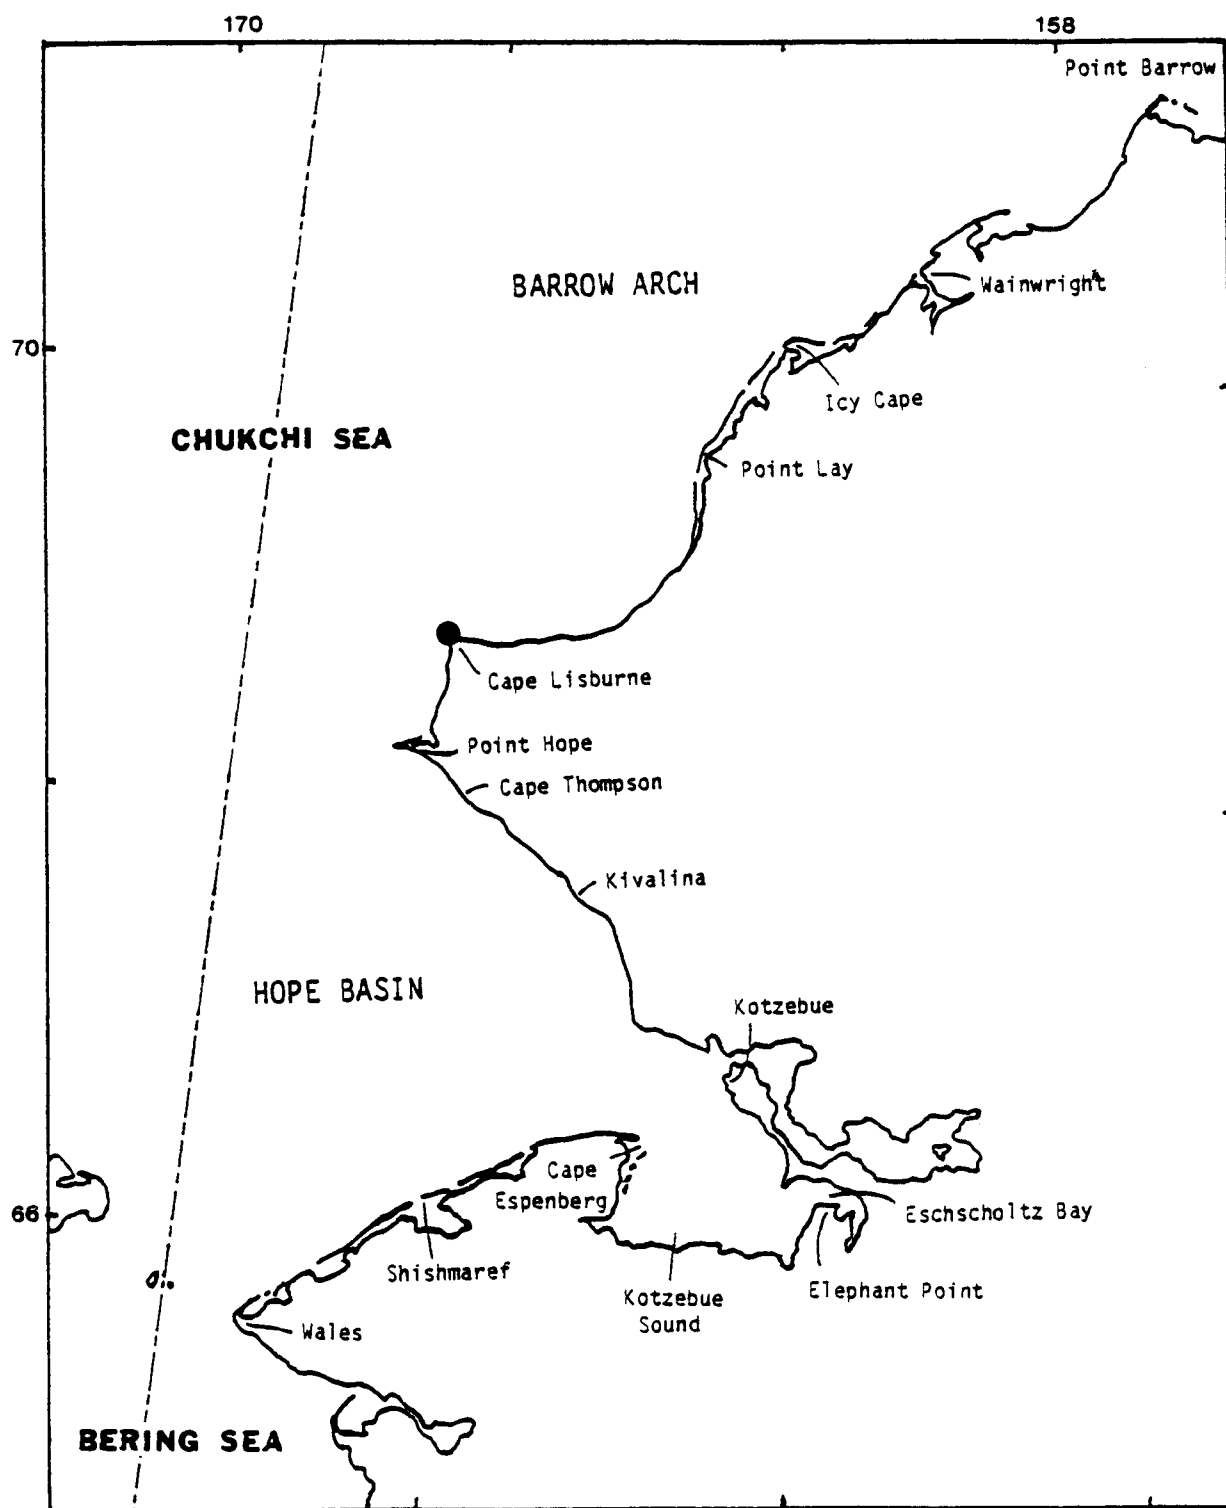 170
158
Point Barrow
BARROW ARCH
Wainwright
70
Icy Cape
CHUKCHI SEA
Point Lay
Cape Lisburne
Point Hope
Cape Thompson
Kivalina
HOPE BASIN
Kotzebue
Cape
Espenberg
66
Eschscholtz Bay
Shishmaref
Elephant Point
Kotzebue
Sound
Wales
BERING SEA